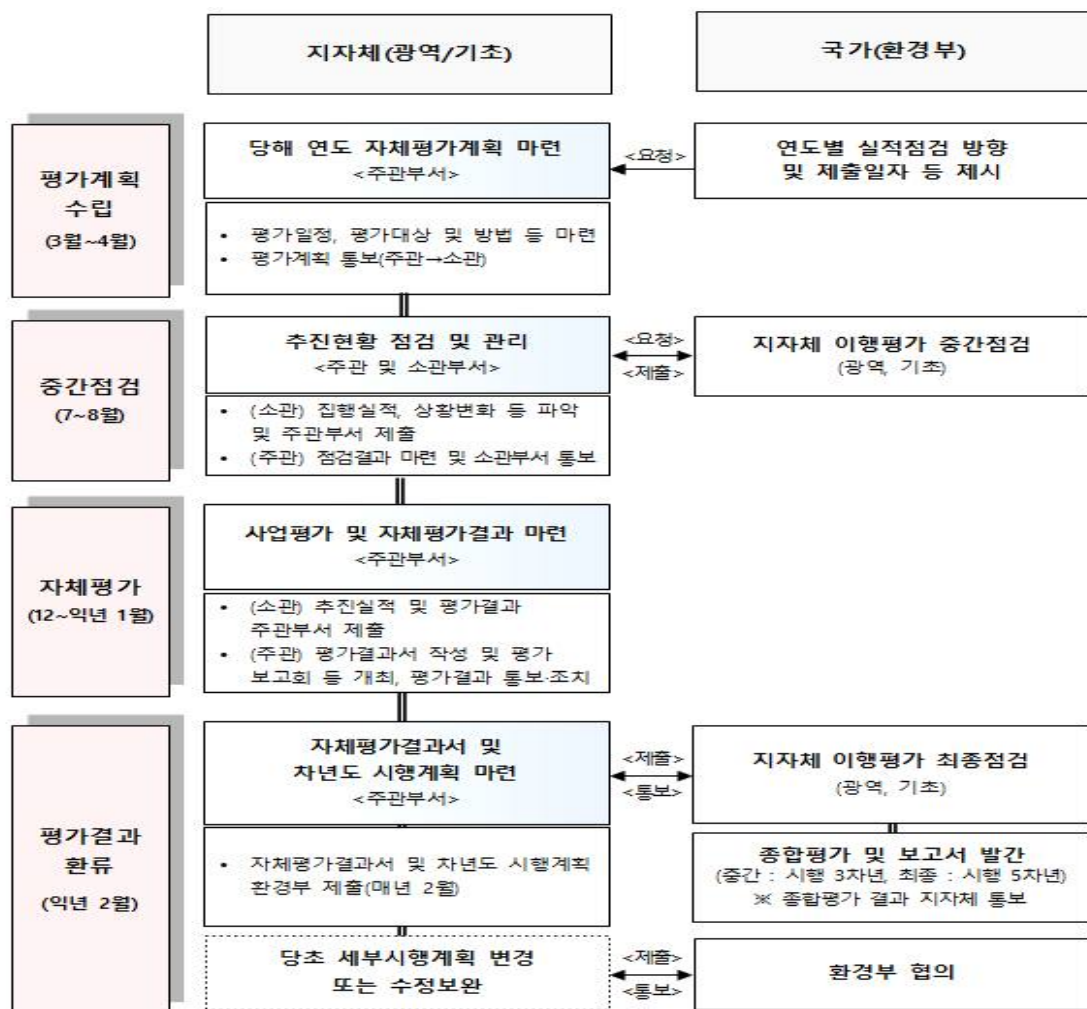 지자체(광역/기초)
국가(환경부)
평가계획
수립
(3월~4월)
당해 연도 자체평가계획 마련
<주관부서>
<요청>
연도별 실적점검 방향
및 제출일자 등 제시
• 평가일정, 평가대상 및 방법 등 마련
• 평가계획 통보(주관→소관)
중간점검
(7~8월)
추진현황 점검 및 관리
<주관 및 소관부서>
<요청>
<제출>
지자체 이행평가 중간점검
(광역, 기초)
• (소관) 집행실적, 상황변화 등 파악
및 주관부서 제출
• (주관) 점검결과 마련 및 소관부서 통보
자체평가
(12~익년 1월)
사업평가 및 자체평가결과 마련
<주관부서>
• (소관) 추진실적 및 평가결과
주관부서 제출
• (주관) 평가결과서 작성 및 평가
보고회 등 개최, 평가결과 통보·조치
평가결과
환류
(익년 2월)
자체평가결과서 및
차년도 시행계획 마련
<주관부서>
<제출>
<통보>
지자체 이행평가 최종점검
(광역, 기초)
• 자체평가결과서 및 차년도 시행계획
환경부 제출(매년 2월)
종합평가 및 보고서 발간
(중간 : 시행 3차년, 최종 : 시행 5차년)
※ 종합평가 결과 지자체 통보
당초 세부시행계획 변경
또는 수정보완
<제출>
<통보>
환경부 협의